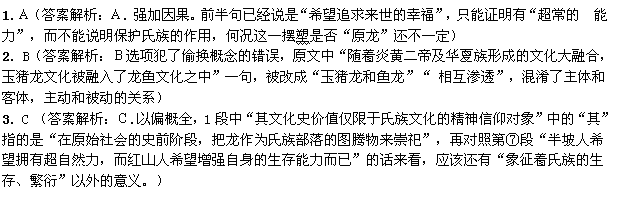 1. A（答案解析：A．强加因果。前半句已经说是“希望追求来世的幸福”，只能证明有“超常的 能
力”，而不能说明保护氏族的作用，何况这一摆塑是否“原龙”还不一定）
2. B（答案解析：B选项犯了偷换概念的错误，原文中“随着炎黄二帝及华夏族形成的文化大融合，
玉猪龙文化被融入了龙鱼文化之中”一句，被改成“玉猪龙和鱼龙”“ 相互渗透”，混淆了主体和
客体，主动和被动的关系）
3. C （答案解析：C.以偏概全，1段中“其文化史价值仅限于氏族文化的精神信仰对象”中的“其”
指的是“在原始社会的史前阶段，把龙作为氏族部落的图腾物来崇祀”，再对照第⑦段“半坡人希
望拥有超自然力，而红山人希望增强自身的生存能力而已”的话来看，应该还有“象征着氏族的生
存、繁衍”以外的意义。）